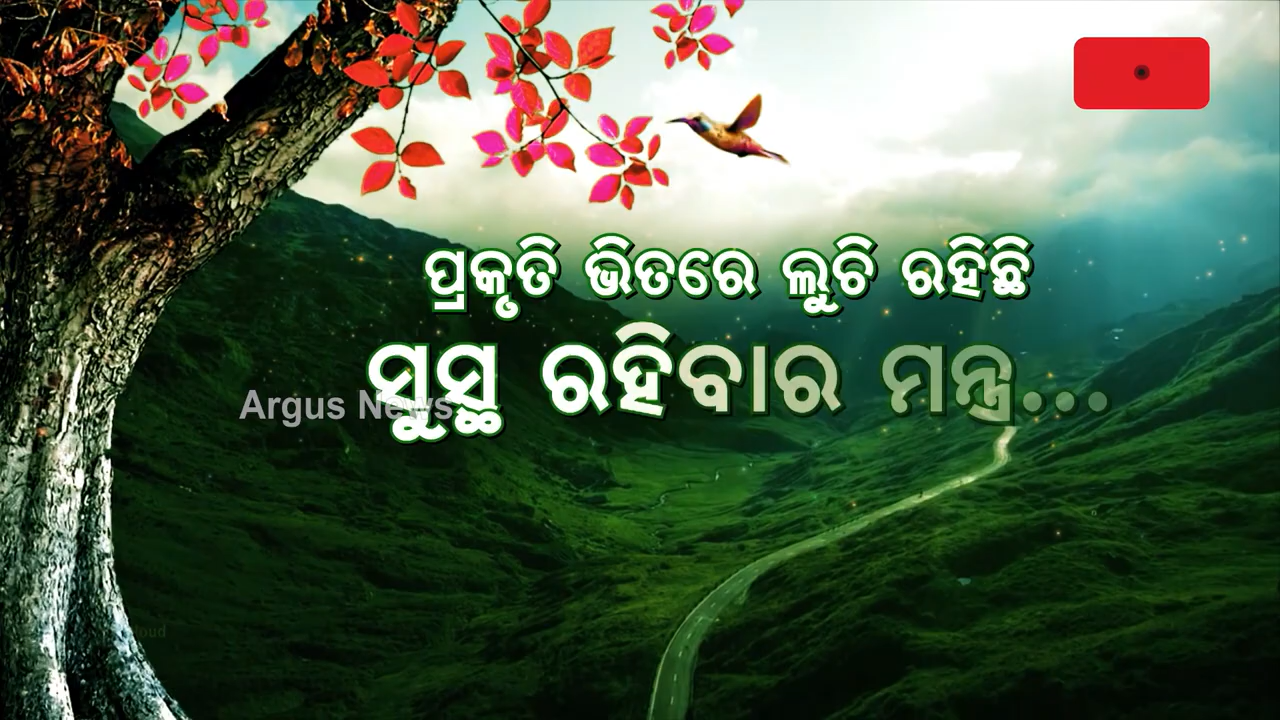 ପ୍ରକୃତି ଭିତରେ ଲୁଚି ରହିଛି
ସୁସ୍ଥ ରହିବାର ମନ୍ତ୍ର...
Argus News